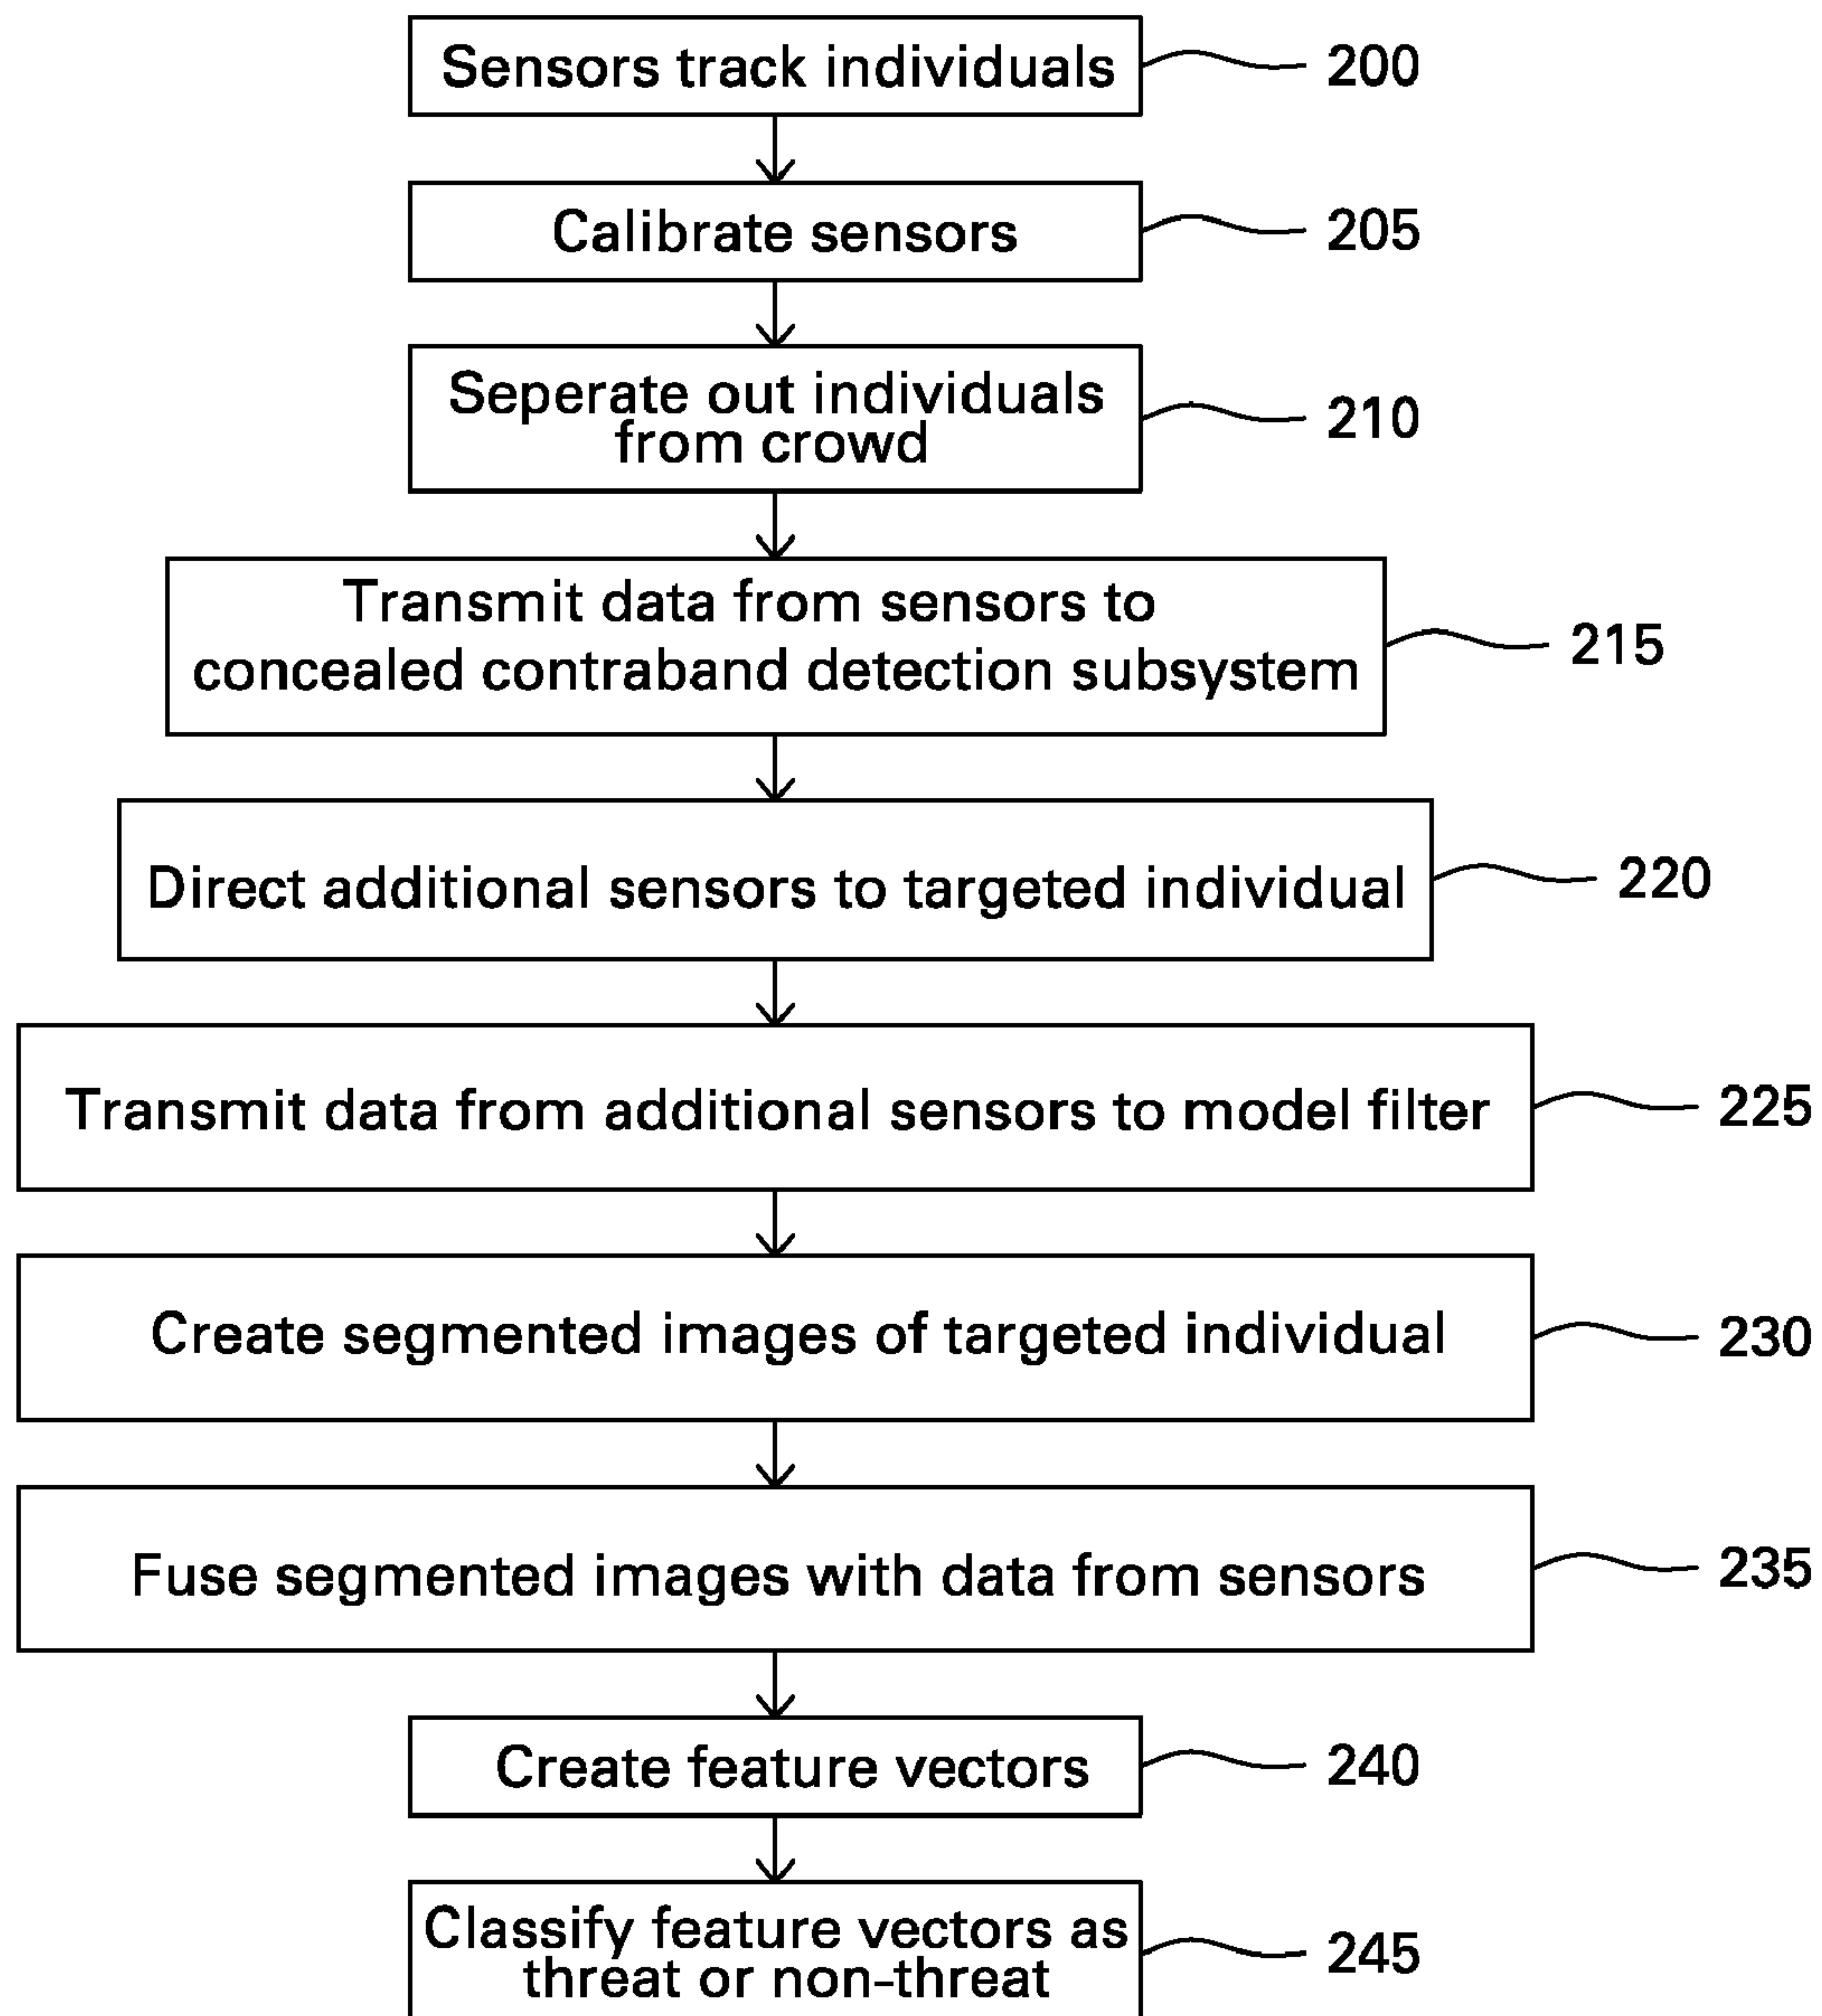 Sensors track individuals
200
Calibrate sensors
205
Seperate out individuals
from crowd
210
Transmit data from sensors to
concealed contraband detection subsystem
215
Direct additional sensors to targeted individual
220
Transmit data from additional sensors to model filter
225
Create segmented images of targeted individual
230
Fuse segmented images with data from sensors
235
Create feature vectors
240
Classify feature vectors as
threat or non-threat
245